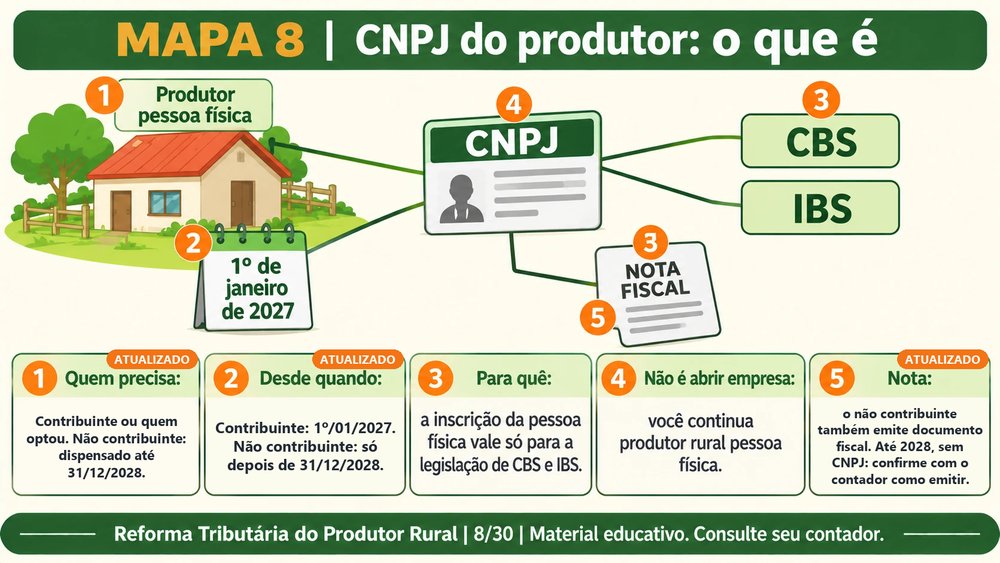 MAPA 8 | CNPJ do produtor: o que é
1
Produtor
pessoa física
2
1º de
janeiro
de 2027
4
CNPJ
3
CBS
IBS
3
NOTA
FISCAL
5
1 Quem precisa:
ATUALIZADO
Contribuinte ou quem
optou. Não contribuinte:
dispensado até
31/12/2028.
2 Desde quando:
ATUALIZADO
Contribuinte: 1º/01/2027.
Não contribuinte: só
depois de 31/12/2028.
3 Para quê:
a inscrição da pessoa
física vale só para a
legislação de CBS e IBS.
4 Não é abrir empresa:
você continua
produtor rural pessoa
física.
5 Nota:
ATUALIZADO
o não contribuinte
também emite documento
fiscal. Até 2028, sem
CNPJ: confirme com o
contador como emitir.
Reforma Tributária do Produtor Rural | 8/30 | Material educativo. Consulte seu contador.